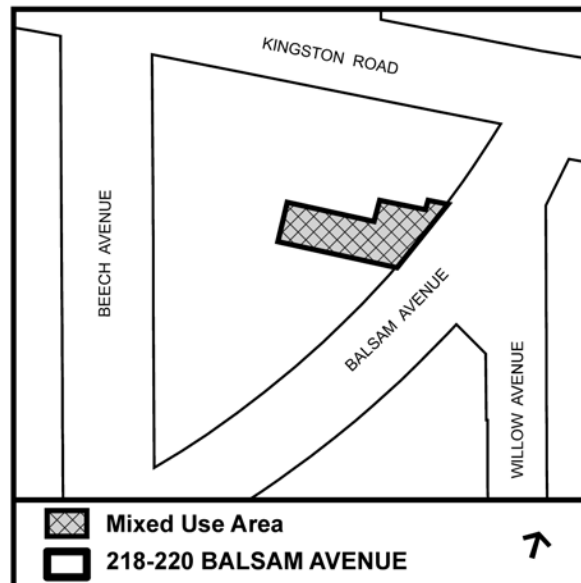 KINGSTON ROAD
BEECH AVENUE
BALSAM AVENUE
WILLOW AVENUE
Mixed Use Area
218-220 BALSAM AVENUE